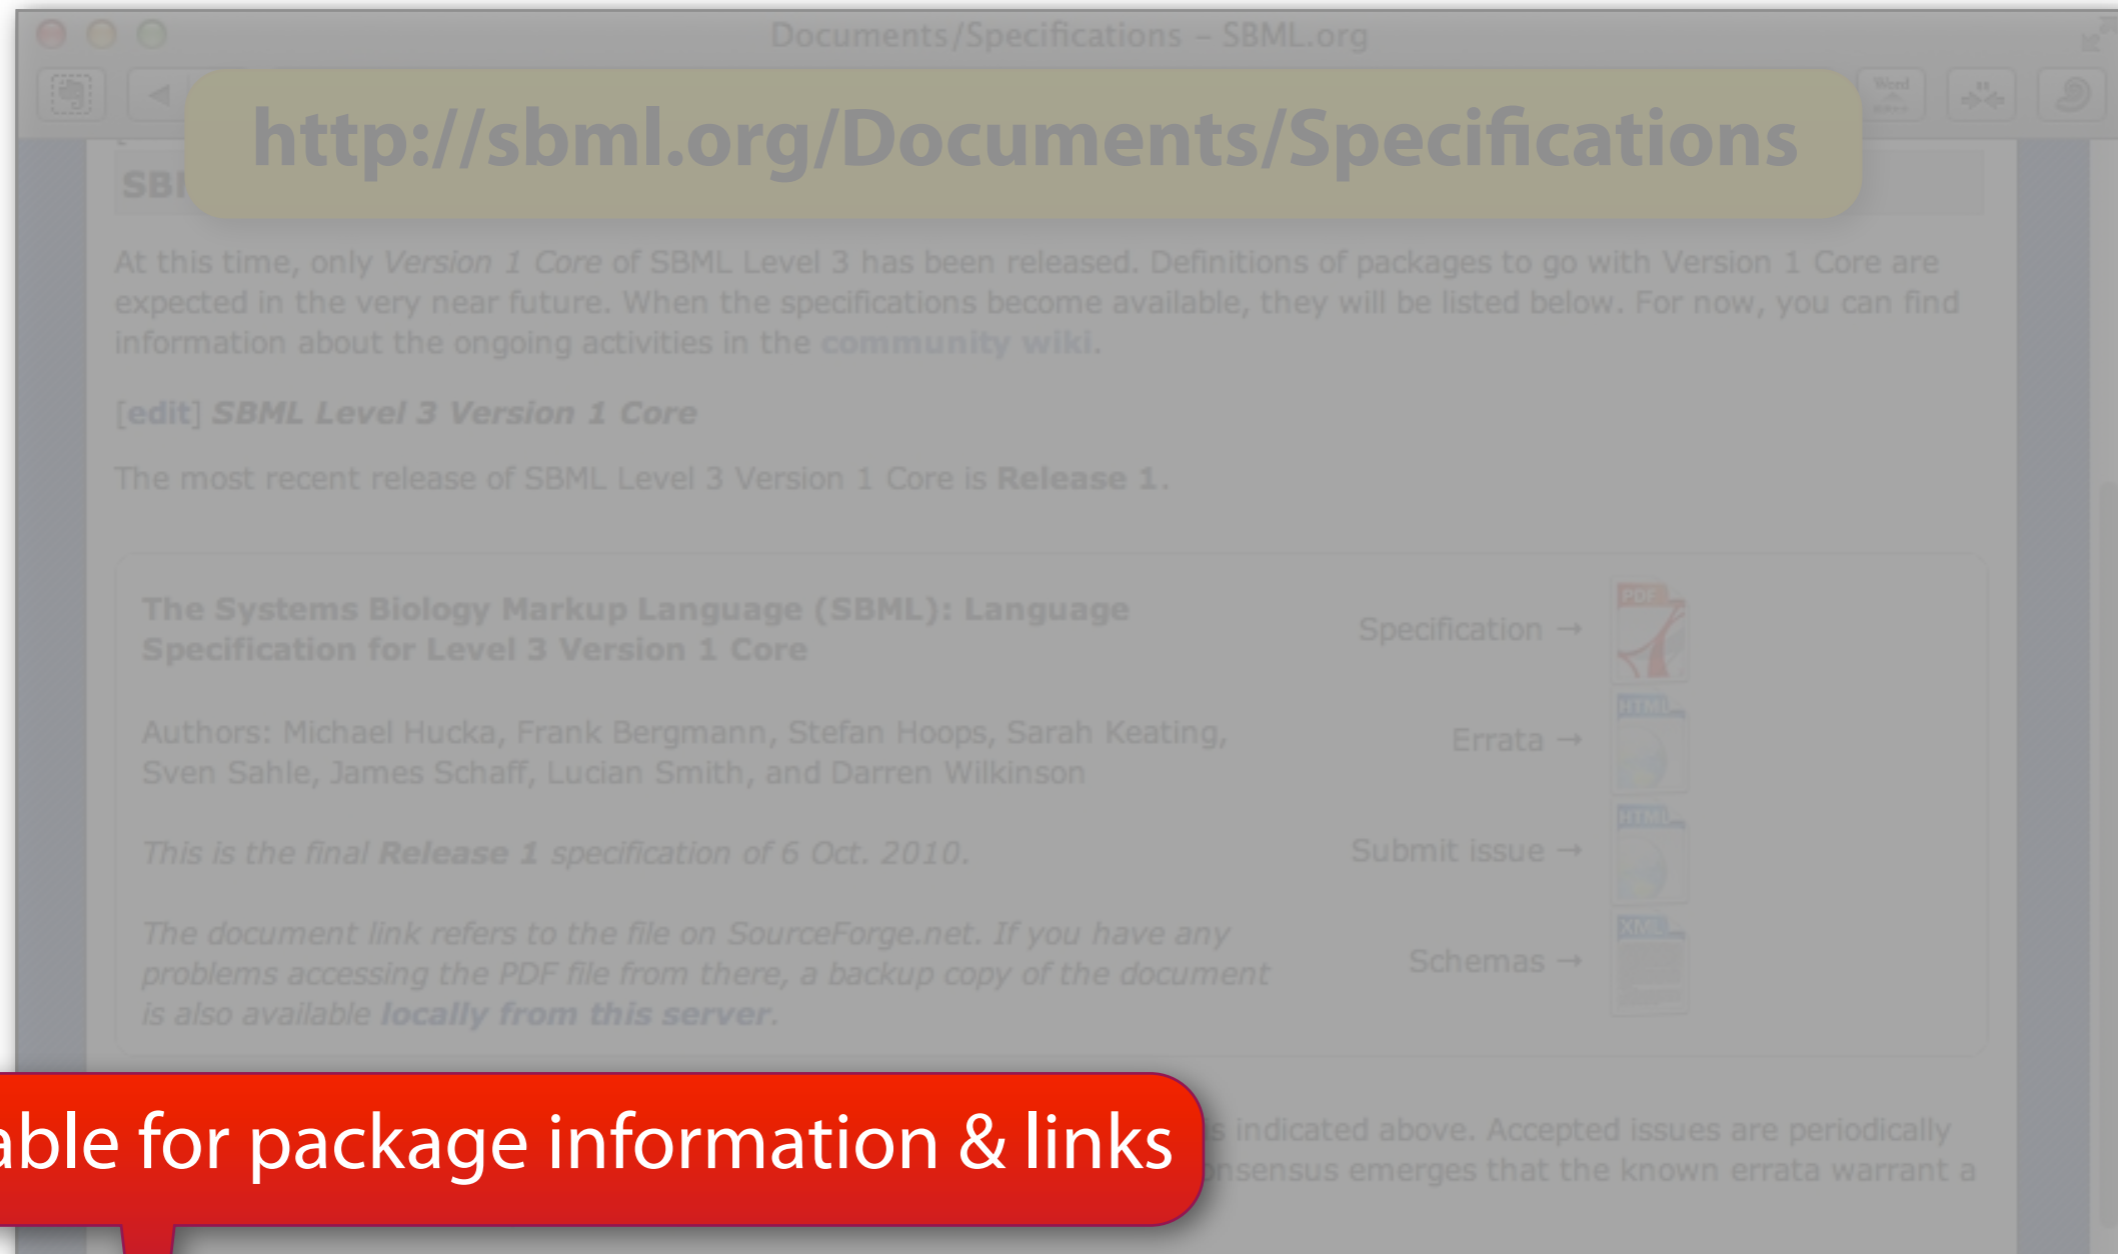 Documents/Specifications – SBML.org
Word
http://sbml.org/Documents/Specifications
At this time, only Version 1 Core of SBML Level 3 has been released. Definitions of packages to go with Version 1 Core are
expected in the very near future. When the specifications become available, they will be listed below. For now, you can find
information about the ongoing activities in the community wiki.
[edit] SBML Level 3 Version 1 Core
The most recent release of SBML Level 3 Version 1 Core is Release 1.
The Systems Biology Markup Language (SBML): Language
Specification for Level 3 Version 1 Core
Authors: Michael Hucka, Frank Bergmann, Stefan Hoops, Sarah Keating,
Sven Sahle, James Schaff, Lucian Smith, and Darren Wilkinson
This is the final Release 1 specification of 6 Oct. 2010.
The document link refers to the file on SourceForge.net. If you have any
problems accessing the PDF file from there, a backup copy of the document
is also available locally from this server.
Specification →
PDF
Errata →
HTML
Submit issue →
HTML
Schemas →
XML
able for package information & links
indicated above. Accepted issues are periodically
onsensus emerges that the known errata warrant a